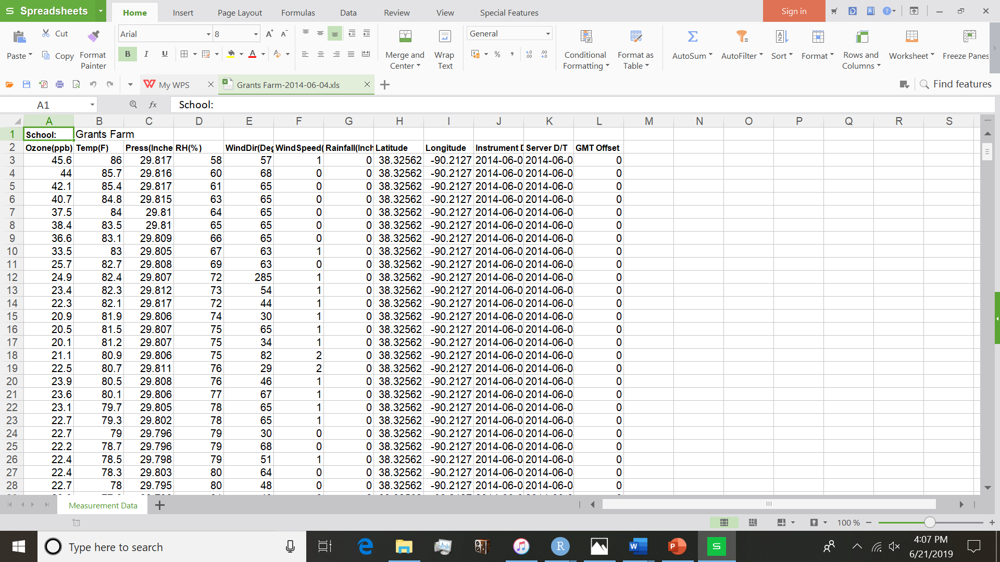 Spreadsheets
Home Insert Page Layout Formulas Data Review View Special Features Sign in
Paste Cut Copy Format Painter
Arial 8
B I U
Merge and Center Wrap Text
General
Conditional Formatting Format as Table AutoSum AutoFilter Sort Format Rows and Columns Worksheet Freeze Panes
My WPS Grants Farm-2014-06-04.xls Find features
A1 fx School:
A B C D E F G H I J K L M N O P Q R S
1 School: Grants Farm
2 Ozone(ppb) Temp(F) Press(Inche RH(%) WindDir(Deg WindSpeed( Rainfall(Inch Latitude Longitude Instrument D Server D/T GMT Offset
3 45.6 86 29.817 58 57 1 0 38.32562 -90.2127 2014-06-0 2014-06-0 0
4 44 85.7 29.816 60 68 0 0 38.32562 -90.2127 2014-06-0 2014-06-0 0
5 42.1 85.4 29.817 61 65 0 0 38.32562 -90.2127 2014-06-0 2014-06-0 0
6 40.7 84.8 29.815 63 65 0 0 38.32562 -90.2127 2014-06-0 2014-06-0 0
7 37.5 84 29.81 64 65 0 0 38.32562 -90.2127 2014-06-0 2014-06-0 0
8 38.4 83.5 29.81 65 65 0 0 38.32562 -90.2127 2014-06-0 2014-06-0 0
9 36.6 83.1 29.809 66 65 0 0 38.32562 -90.2127 2014-06-0 2014-06-0 0
10 33.5 83 29.805 67 63 1 0 38.32562 -90.2127 2014-06-0 2014-06-0 0
11 25.7 82.7 29.808 69 63 0 0 38.32562 -90.2127 2014-06-0 2014-06-0 0
12 24.9 82.4 29.807 72 285 1 0 38.32562 -90.2127 2014-06-0 2014-06-0 0
13 23.4 82.3 29.812 73 54 1 0 38.32562 -90.2127 2014-06-0 2014-06-0 0
14 22.3 82.1 29.817 72 44 1 0 38.32562 -90.2127 2014-06-0 2014-06-0 0
15 20.9 81.9 29.806 74 30 1 0 38.32562 -90.2127 2014-06-0 2014-06-0 0
16 20.5 81.5 29.807 75 65 1 0 38.32562 -90.2127 2014-06-0 2014-06-0 0
17 20.1 81.2 29.807 75 34 1 0 38.32562 -90.2127 2014-06-0 2014-06-0 0
18 21.1 80.9 29.806 75 82 2 0 38.32562 -90.2127 2014-06-0 2014-06-0 0
19 22.5 80.7 29.811 76 29 2 0 38.32562 -90.2127 2014-06-0 2014-06-0 0
20 23.9 80.5 29.808 76 46 1 0 38.32562 -90.2127 2014-06-0 2014-06-0 0
21 23.6 80.1 29.806 77 67 1 0 38.32562 -90.2127 2014-06-0 2014-06-0 0
22 23.1 79.7 29.805 78 65 1 0 38.32562 -90.2127 2014-06-0 2014-06-0 0
23 22.7 79.3 29.802 78 65 1 0 38.32562 -90.2127 2014-06-0 2014-06-0 0
24 22.7 79 29.796 79 30 0 0 38.32562 -90.2127 2014-06-0 2014-06-0 0
25 22.2 78.7 29.796 79 68 0 0 38.32562 -90.2127 2014-06-0 2014-06-0 0
26 22.4 78.5 29.798 79 51 1 0 38.32562 -90.2127 2014-06-0 2014-06-0 0
27 22.4 78.3 29.803 80 64 0 0 38.32562 -90.2127 2014-06-0 2014-06-0 0
28 22.7 78 29.795 80 48 0 0 38.32562 -90.2127 2014-06-0 2014-06-0 0
Measurement Data
100 %
Type here to search
4:07 PM
6/21/2019